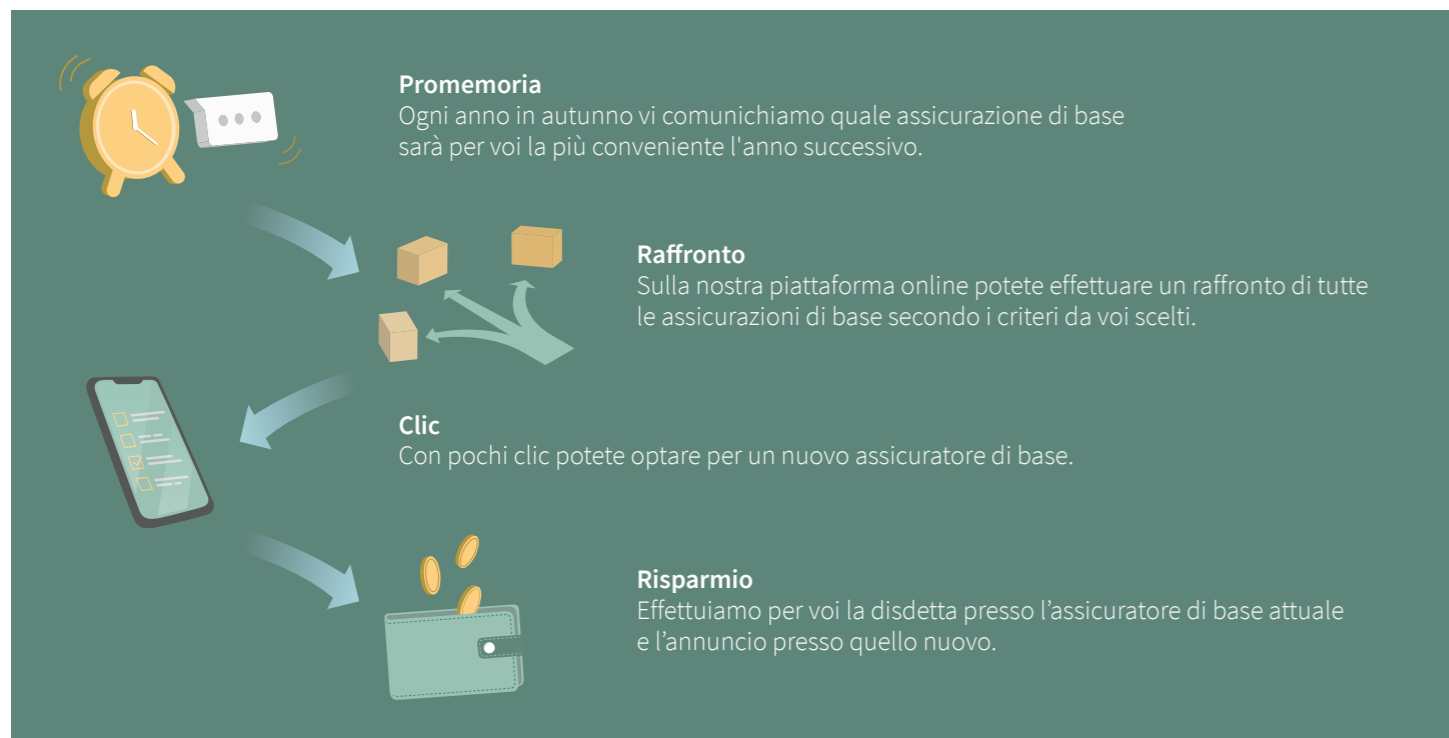 Promemoria
Ogni anno in autunno vi comunichiamo quale assicurazione di base
sarà per voi la più conveniente l'anno successivo.
Raffronto
Sulla nostra piattaforma online potete effettuare un raffronto di tutte
le assicurazioni di base secondo i criteri da voi scelti.
Clic
Con pochi clic potete optare per un nuovo assicuratore di base.
Risparmio
Effettuiamo per voi la disdetta presso l’assicuratore di base attuale
e l’annuncio presso quello nuovo.